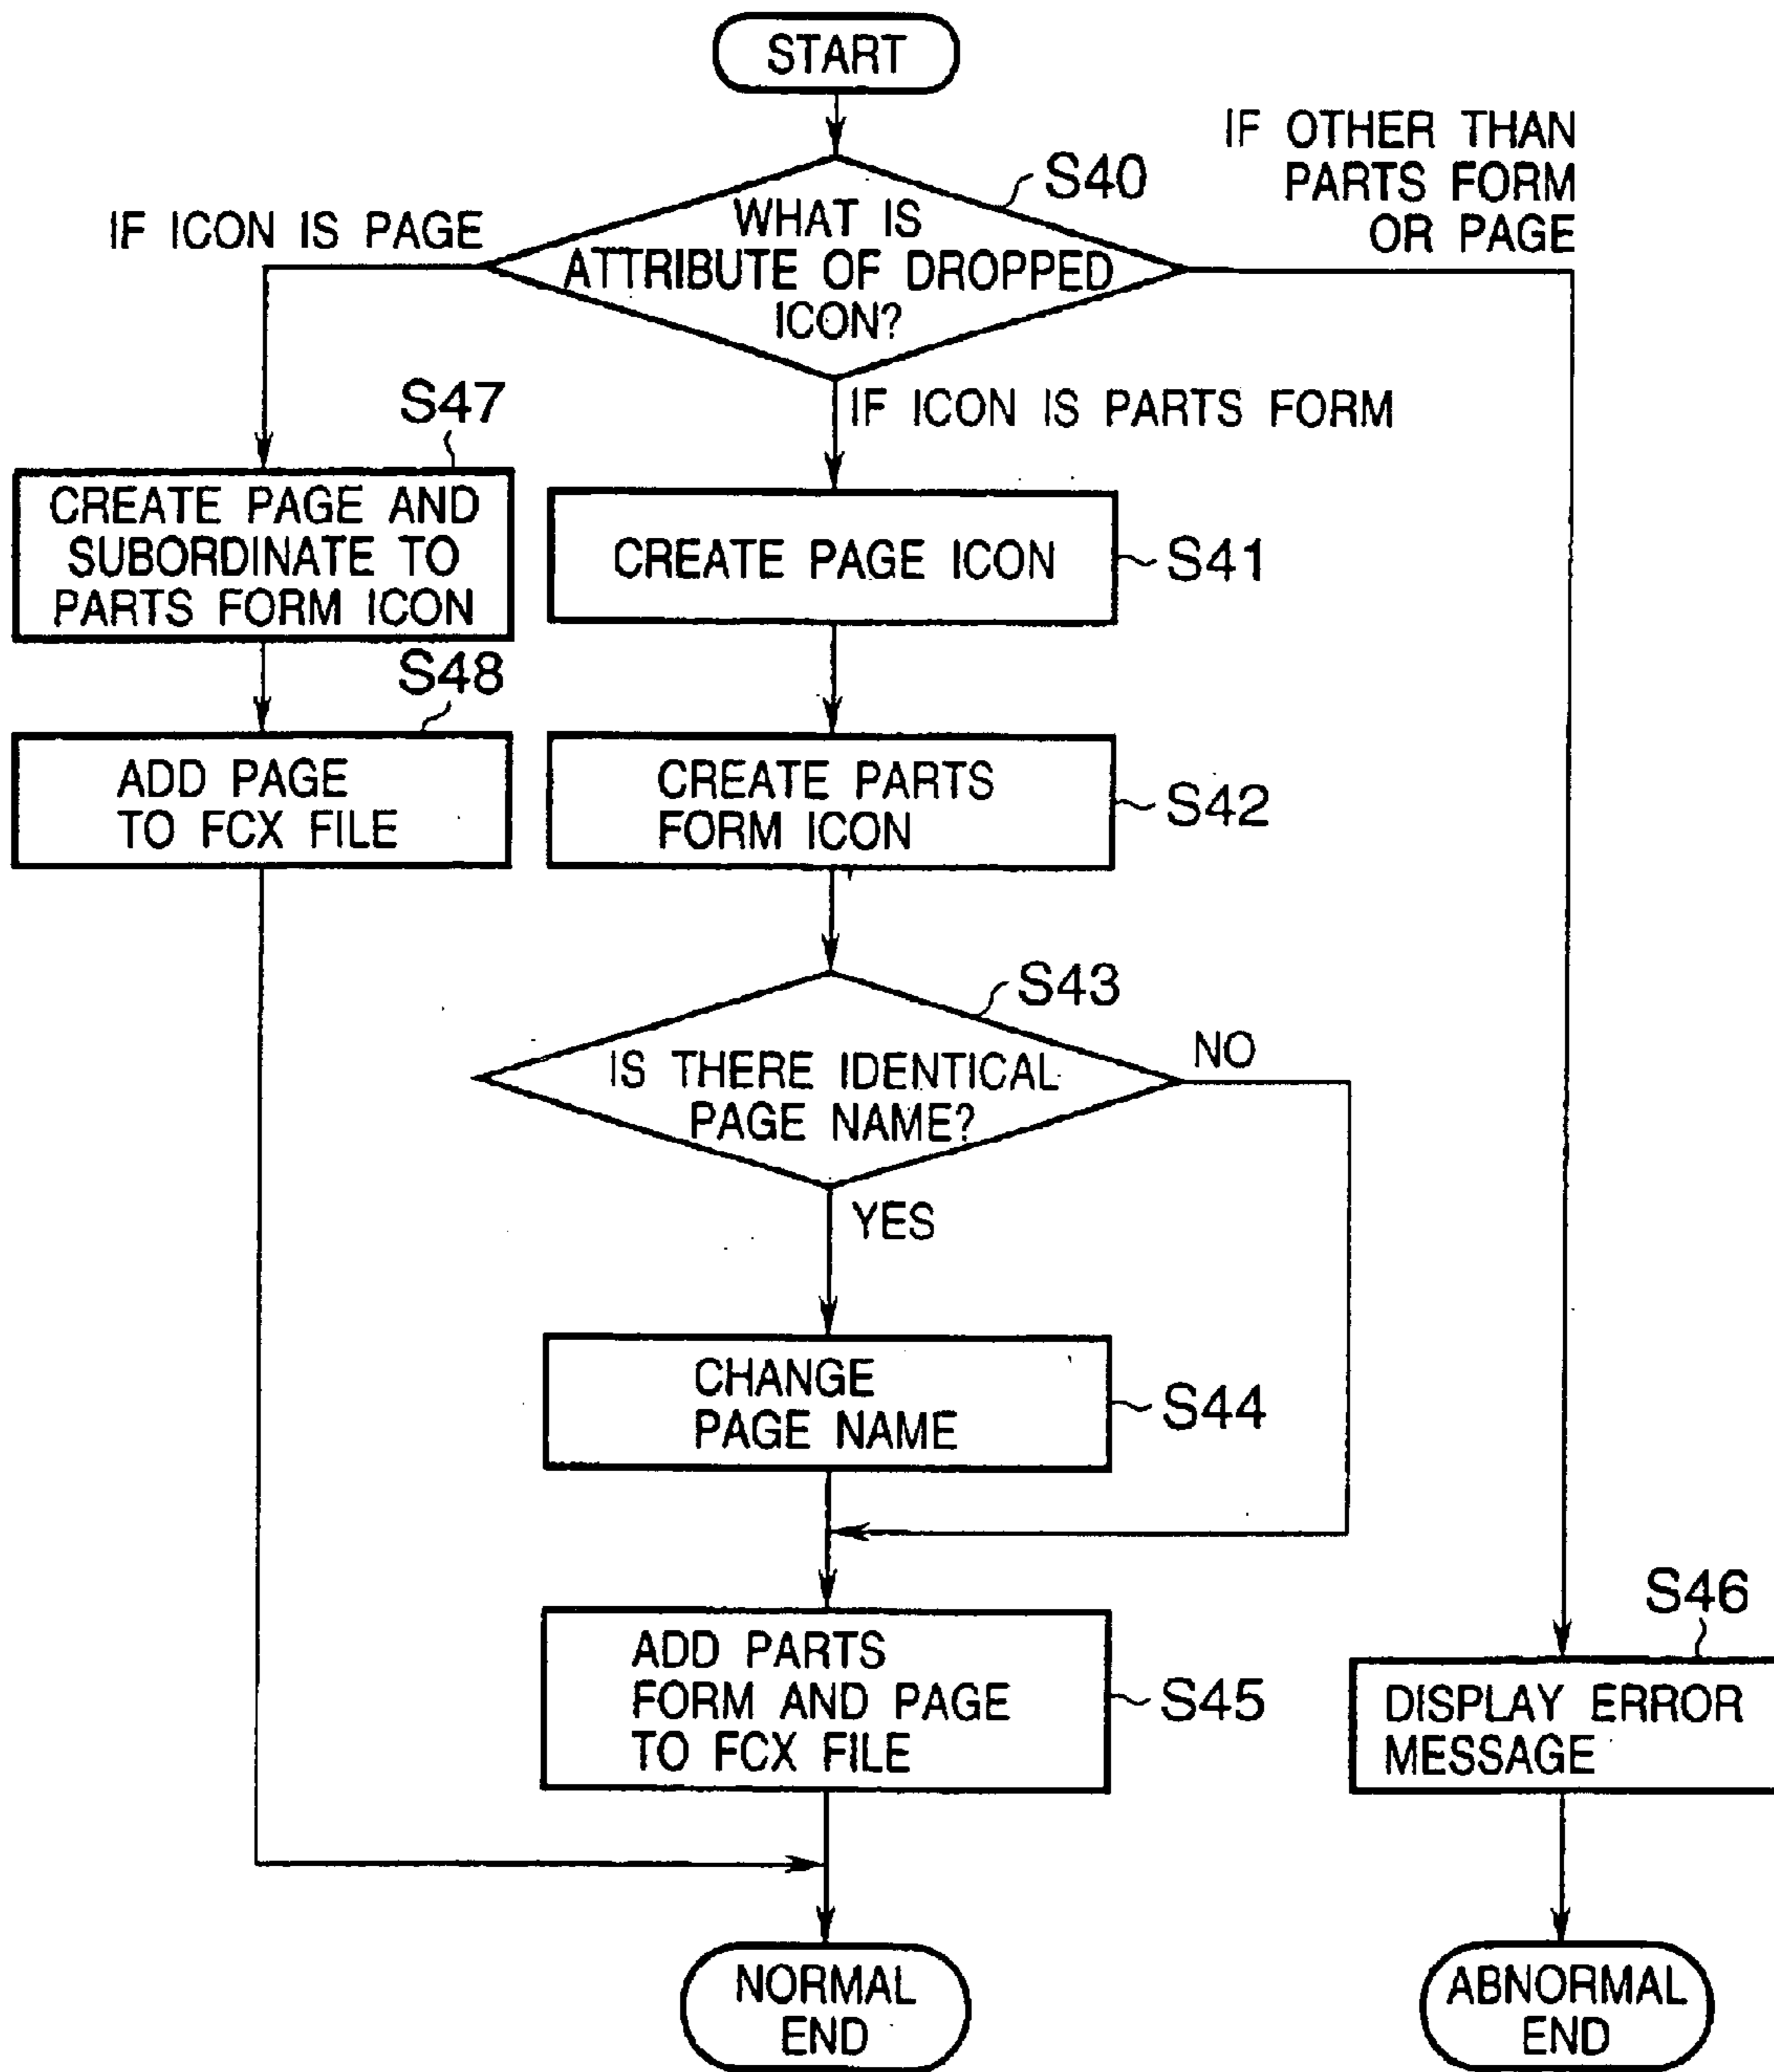 START
IF OTHER THAN
PARTS FORM
OR PAGE
S40
IF ICON IS PAGE
WHAT IS
ATTRIBUTE OF DROPPED
ICON?
IF ICON IS PARTS FORM
S47
CREATE PAGE AND
SUBORDINATE TO
PARTS FORM ICON
CREATE PAGE ICON
S41
S48
ADD PAGE
TO FCX FILE
CREATE PARTS
FORM ICON
S42
S43
IS THERE IDENTICAL
PAGE NAME?
NO
YES
CHANGE
PAGE NAME
S44
ADD PARTS
FORM AND PAGE
TO FCX FILE
S45
S46
DISPLAY ERROR
MESSAGE
NORMAL
END
ABNORMAL
END